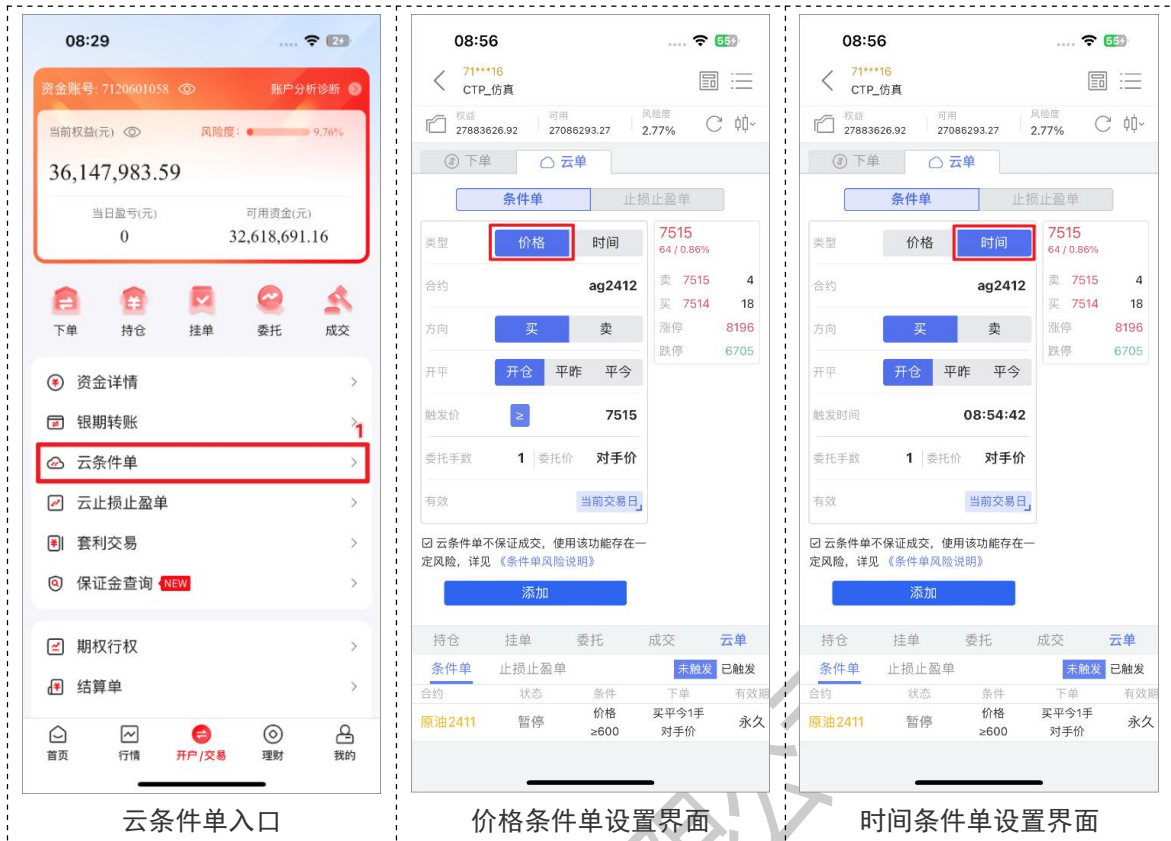 08:29
资金账号: 7120601058
账户分析诊断
当前权益(元)
风险度:
9.76%
36,147,983.59
当日盈亏(元)
可用资金(元)
0
32,618,691.16
下单
持仓
挂单
委托
成交
资金详情
银期转账
1
云条件单
云止损止盈单
套利交易
保证金查询 NEW
期权行权
结算单
首页
行情
开户/交易
理财
我的
云条件单入口
08:56
55
71***16
CTP_仿真
权益
27883626.92
可用
27086293.27
风险度
2.77%
下单
云单
条件单
止损止盈单
类型 价格 时间
合约 ag2412
方向 买 卖
开平 开仓 平昨 平今
触发价 ≥ 7515
委托手数 1 委托价 对手价
有效 当前交易日
7515
64 / 0.86%
卖 7515 4
买 7514 18
涨停 8196
跌停 6705
云条件单不保证成交，使用该功能存在一
定风险，详见《条件单风险说明》
添加
持仓 挂单 委托 成交 云单
条件单 止损止盈单 未触发 已触发
合约 状态 条件 下单 有效期
原油2411 暂停 价格 买平今1手 永久
≥600 对手价
价格条件单设置界面
08:56
55
71***16
CTP_仿真
权益
27883626.92
可用
27086293.27
风险度
2.77%
下单
云单
条件单
止损止盈单
类型 价格 时间
合约 ag2412
方向 买 卖
开平 开仓 平昨 平今
触发时间 08:54:42
委托手数 1 委托价 对手价
有效 当前交易日
7515
64 / 0.86%
卖 7515 4
买 7514 18
涨停 8196
跌停 6705
云条件单不保证成交，使用该功能存在一
定风险，详见《条件单风险说明》
添加
持仓 挂单 委托 成交 云单
条件单 止损止盈单 未触发 已触发
合约 状态 条件 下单 有效期
原油2411 暂停 价格 买平今1手 永久
≥600 对手价
时间条件单设置界面